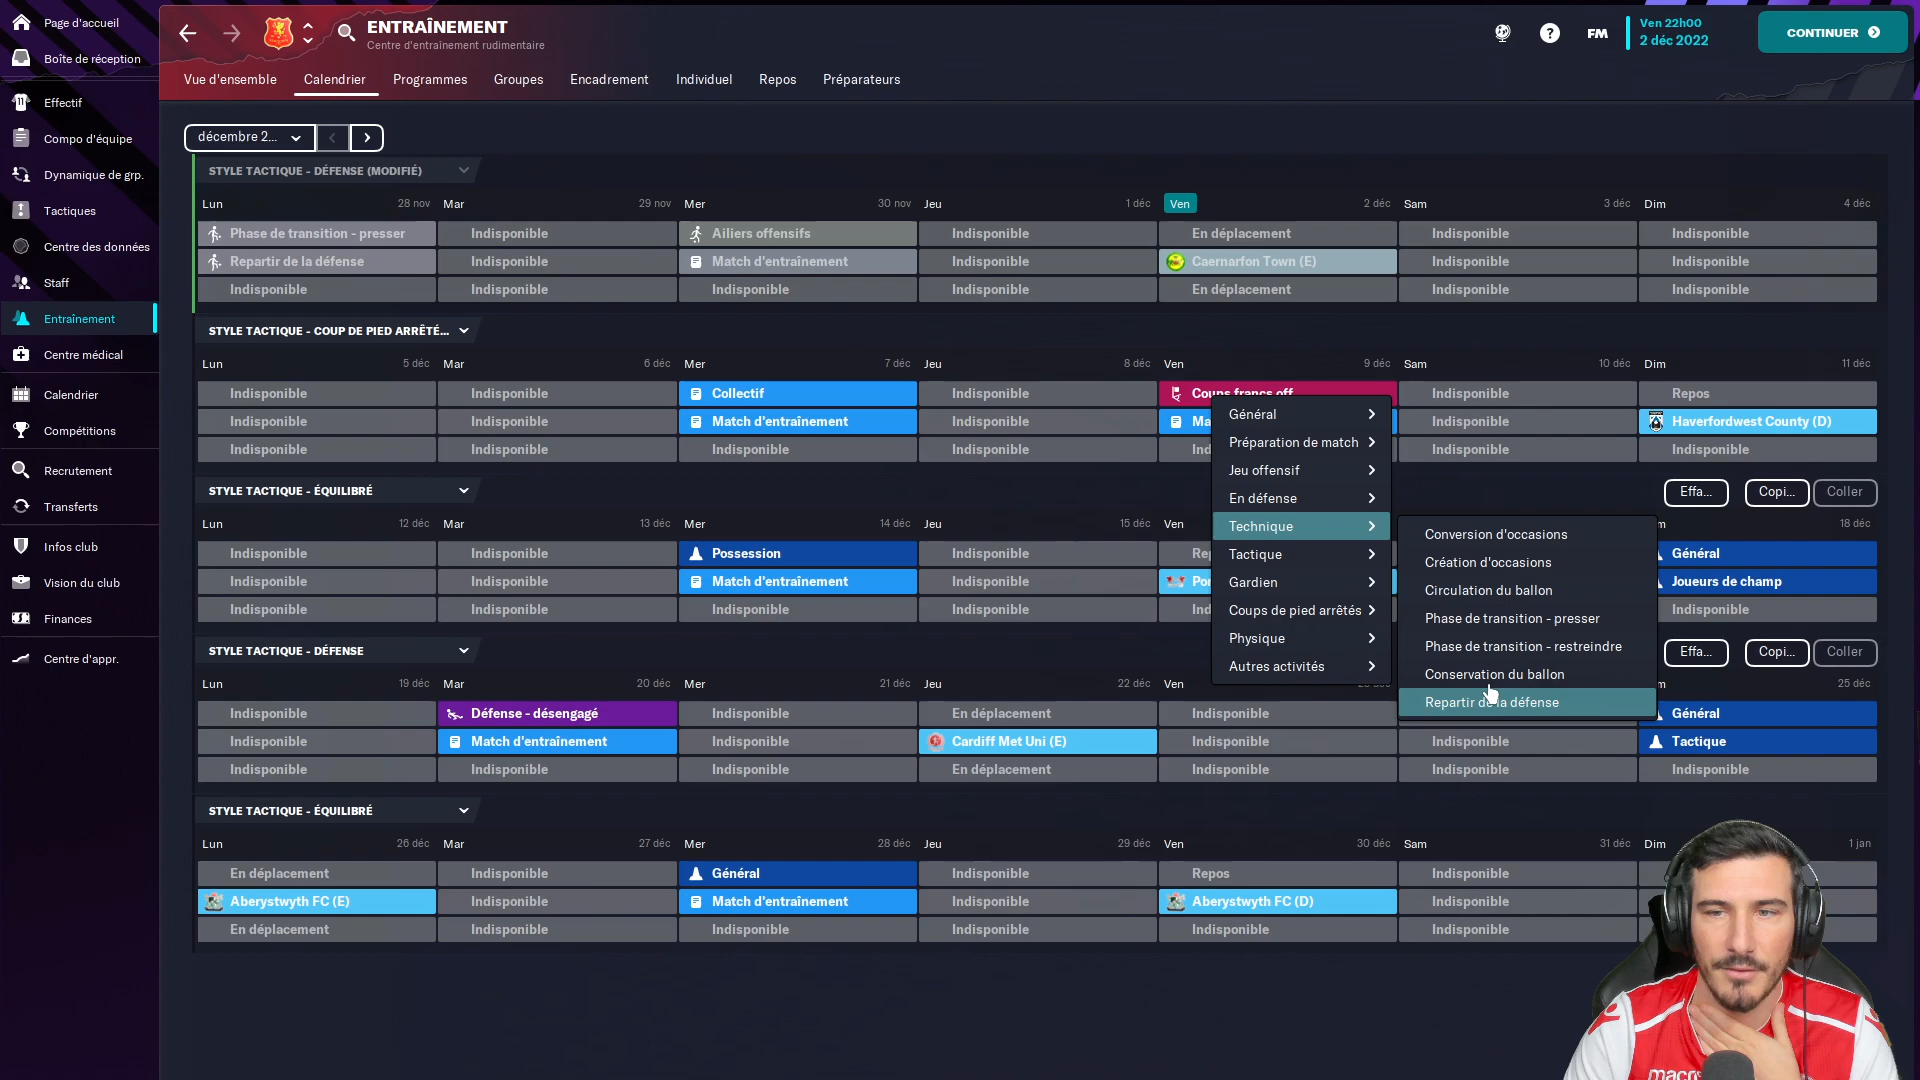 Page d'accueil
Boîte de réception
Effectif
Compo d'équipe
Dynamique de grp.
Tactiques
Centre des données
Staff
Entraînement
Centre médical
Calendrier
Compétitions
Recrutement
Transferts
Infos club
Vision du club
Finances
Centre d'appr.
ENTRAÎNEMENT
Centre d'entraînement rudimentaire
FM
Ven 22h00
2 déc 2022
CONTINUER
Vue d'ensemble Calendrier Programmes Groupes Encadrement Individuel Repos Préparateurs
décembre 2...
STYLE TACTIQUE - DÉFENSE (MODIFIÉ)
Lun 28 nov Mar 29 nov Mer 30 nov Jeu 1 déc Ven 2 déc Sam 3 déc Dim 4 déc
Phase de transition - presser Indisponible Ailiers offensifs Indisponible En déplacement Indisponible Indisponible
Repartir de la défense Indisponible Match d'entraînement Indisponible Caernarfon Town (E) Indisponible Indisponible
Indisponible Indisponible Indisponible Indisponible En déplacement Indisponible Indisponible
STYLE TACTIQUE - COUP DE PIED ARRÊTÉ...
Lun 5 déc Mar 6 déc Mer 7 déc Jeu 8 déc Ven 9 déc Sam 10 déc Dim 11 déc
Indisponible Indisponible Collectif Indisponible Coups francs off Indisponible Repos
Indisponible Indisponible Match d'entraînement Indisponible Ma Indisponible Haverfordwest County (D)
Indisponible Indisponible Indisponible Indisponible Ind Indisponible Indisponible
STYLE TACTIQUE - ÉQUILIBRÉ Effa... Copi... Coller
Lun 12 déc Mar 13 déc Mer 14 déc Jeu 15 déc Ven m 18 déc
Indisponible Indisponible Possession Indisponible Rep Général
Indisponible Indisponible Match d'entraînement Indisponible Por Joueurs de champ
Indisponible Indisponible Indisponible Indisponible Ind Indisponible
Général
Préparation de match
Jeu offensif
En défense
Technique
Tactique
Gardien
Coups de pied arrêtés
Physique
Autres activités
Conversion d'occasions
Création d'occasions
Circulation du ballon
Phase de transition - presser
Phase de transition - restreindre
Conservation du ballon
Repartir de la défense
STYLE TACTIQUE - DÉFENSE Effa... Copi... Coller
Lun 19 déc Mar 20 déc Mer 21 déc Jeu 22 déc Ven m 25 déc
Indisponible Défense - désengagé Indisponible En déplacement Indisponible Général
Indisponible Match d'entraînement Indisponible Cardiff Met Uni (E) Indisponible Indisponible Tactique
Indisponible Indisponible Indisponible En déplacement Indisponible Indisponible Indisponible
STYLE TACTIQUE - ÉQUILIBRÉ
Lun 26 déc Mar 27 déc Mer 28 déc Jeu 29 déc Ven 30 déc Sam 31 déc Dim 1 jan
En déplacement Indisponible Général Indisponible Repos Indisponible
Aberystwyth FC (E) Indisponible Match d'entraînement Indisponible Aberystwyth FC (D) Indisponible
En déplacement Indisponible Indisponible Indisponible Indisponible Indisponible
macro